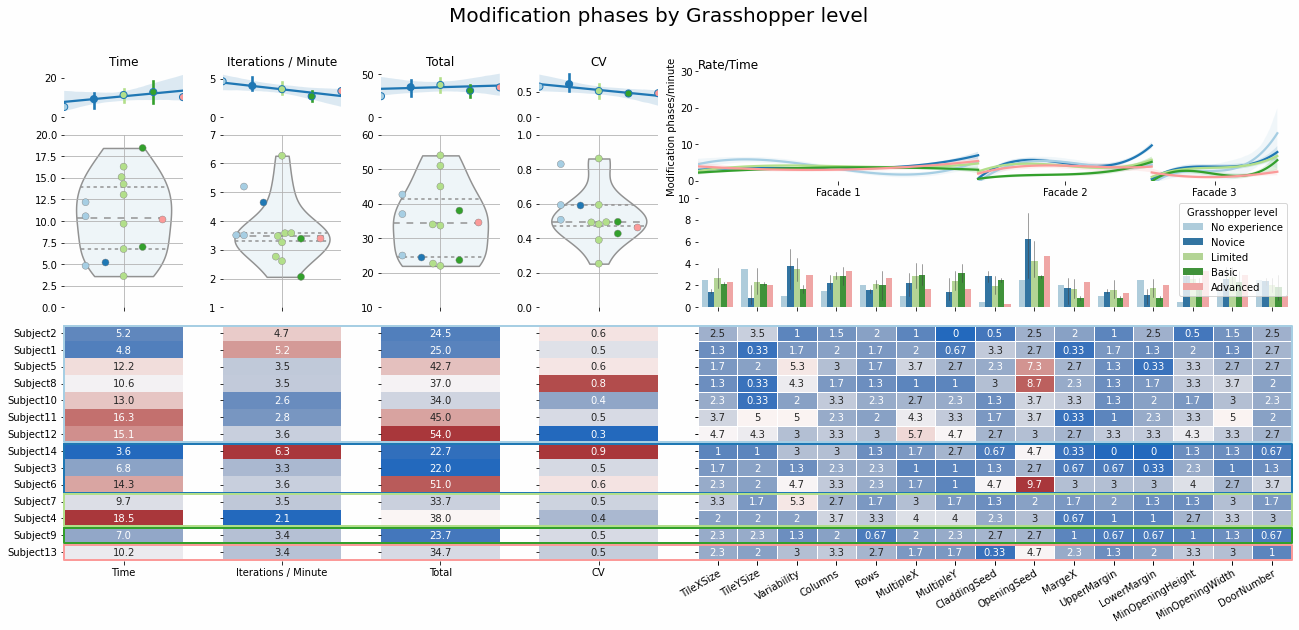 Modification phases by Grasshopper level
Time
Iterations / Minute
Total
CV
Rate/Time
20
0
5
0
50
0
0.5
0.0
Modification phases/minute
30
20
10
0
Facade 1
Facade 2
Facade 3
20.0
17.5
15.0
12.5
10.0
7.5
5.0
2.5
0.0
7
6
5
4
3
2
1
60
50
40
30
20
10
1.0
0.8
0.6
0.4
0.2
0.0
10
8
6
4
2
0
Grasshopper level
No experience
Novice
Limited
Basic
Advanced
Subject2 5.2 4.7 24.5 0.6 2.5 3.5 1 1.5 2 1 0 0.5 2.5 2 1 2.5 0.5 1.5 2.5
Subject1 4.8 5.2 25.0 0.5 1.3 0.33 1.7 2 1.7 2 0.67 3.3 2.7 0.33 1.7 1.3 2 1.3 2.7
Subject5 12.2 3.5 42.7 0.6 1.7 2 5.3 3 1.7 3.7 2.7 2.3 7.3 2.7 1.3 0.33 3.3 2.7 2.7
Subject8 10.6 3.5 37.0 0.8 1.3 0.33 4.3 1.7 1.3 1 1 3 8.7 2.3 1.3 1.7 3.3 3.7 2
Subject10 13.0 2.6 34.0 0.4 2.3 0.33 2 3.3 2.3 2.7 2.3 1.3 3.7 3.3 1.3 2 1.7 3 2.3
Subject11 16.3 2.8 45.0 0.5 3.7 5 5 2.3 2 4.3 3.3 1.7 3.7 0.33 1 2.3 3.3 5 2
Subject12 15.1 3.6 54.0 0.3 4.7 4.3 3 3.3 3 5.7 4.7 2.7 3 2.7 3.3 3.3 4.3 3.3 2.7
Subject14 3.6 6.3 22.7 0.9 1 1 3 3 1.3 1.7 2.7 0.67 4.7 1 0 0 1.3 1.3 0.67
Subject3 6.8 3.3 22.0 0.5 1.7 2 1.3 2.3 2.3 1 1 1.3 2.7 0.67 0.67 0.33 2.3 1 1.3
Subject6 14.3 3.6 51.0 0.6 2.3 2 4.7 3.3 2.3 1.7 1 4.7 9.7 3 3 3 4 2.7 3.7
Subject7 9.7 3.5 33.7 0.5 3.3 1.7 5.3 2.7 1.7 3 1.7 1.3 2 1.7 2 1.3 1.3 3 1.7
Subject4 18.5 2.1 38.0 0.4 2 2 2 3.7 3.3 4 4 2.3 3 0.67 1 1 2.7 3.3 3
Subject9 7.0 3.4 23.7 0.5 2.3 2.3 1.3 2 0.67 2 2.3 2.7 2.7 1 0.67 0.67 1 1.3 0.67
Subject13 10.2 3.4 34.7 0.5 2.3 2 3 3.3 2.7 1.7 1.7 0.33 4.7 2.3 1.3 2 3.3 3 1
Time
Iterations / Minute
Total
CV
TileXSize
TileYSize
Variability
Columns
Rows
MultipleX
MultipleY
CladdingSeed
OpeningSeed
MargeX
UpperMargin
LowerMargin
MinOpeningHeight
MinOpeningWidth
DoorNumber